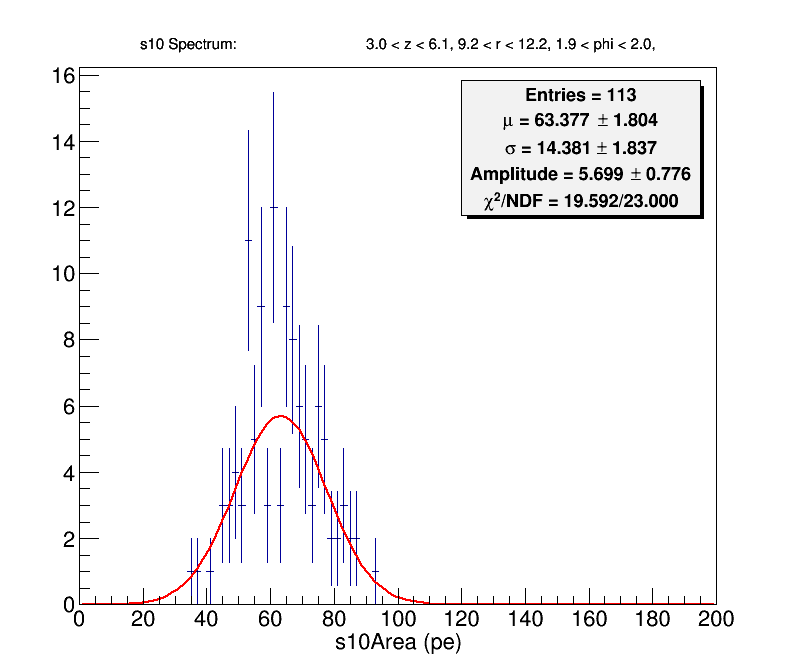 s10 Spectrum: 3.0 < z < 6.1, 9.2 < r < 12.2, 1.9 < phi < 2.0,
Entries = 113
μ = 63.377 ± 1.804
σ = 14.381 ± 1.837
Amplitude = 5.699 ± 0.776
χ²/NDF = 19.592/23.000
16
14
12
10
8
6
4
2
0
0 20 40 60 80 100 120 140 160 180 200
s10Area (pe)